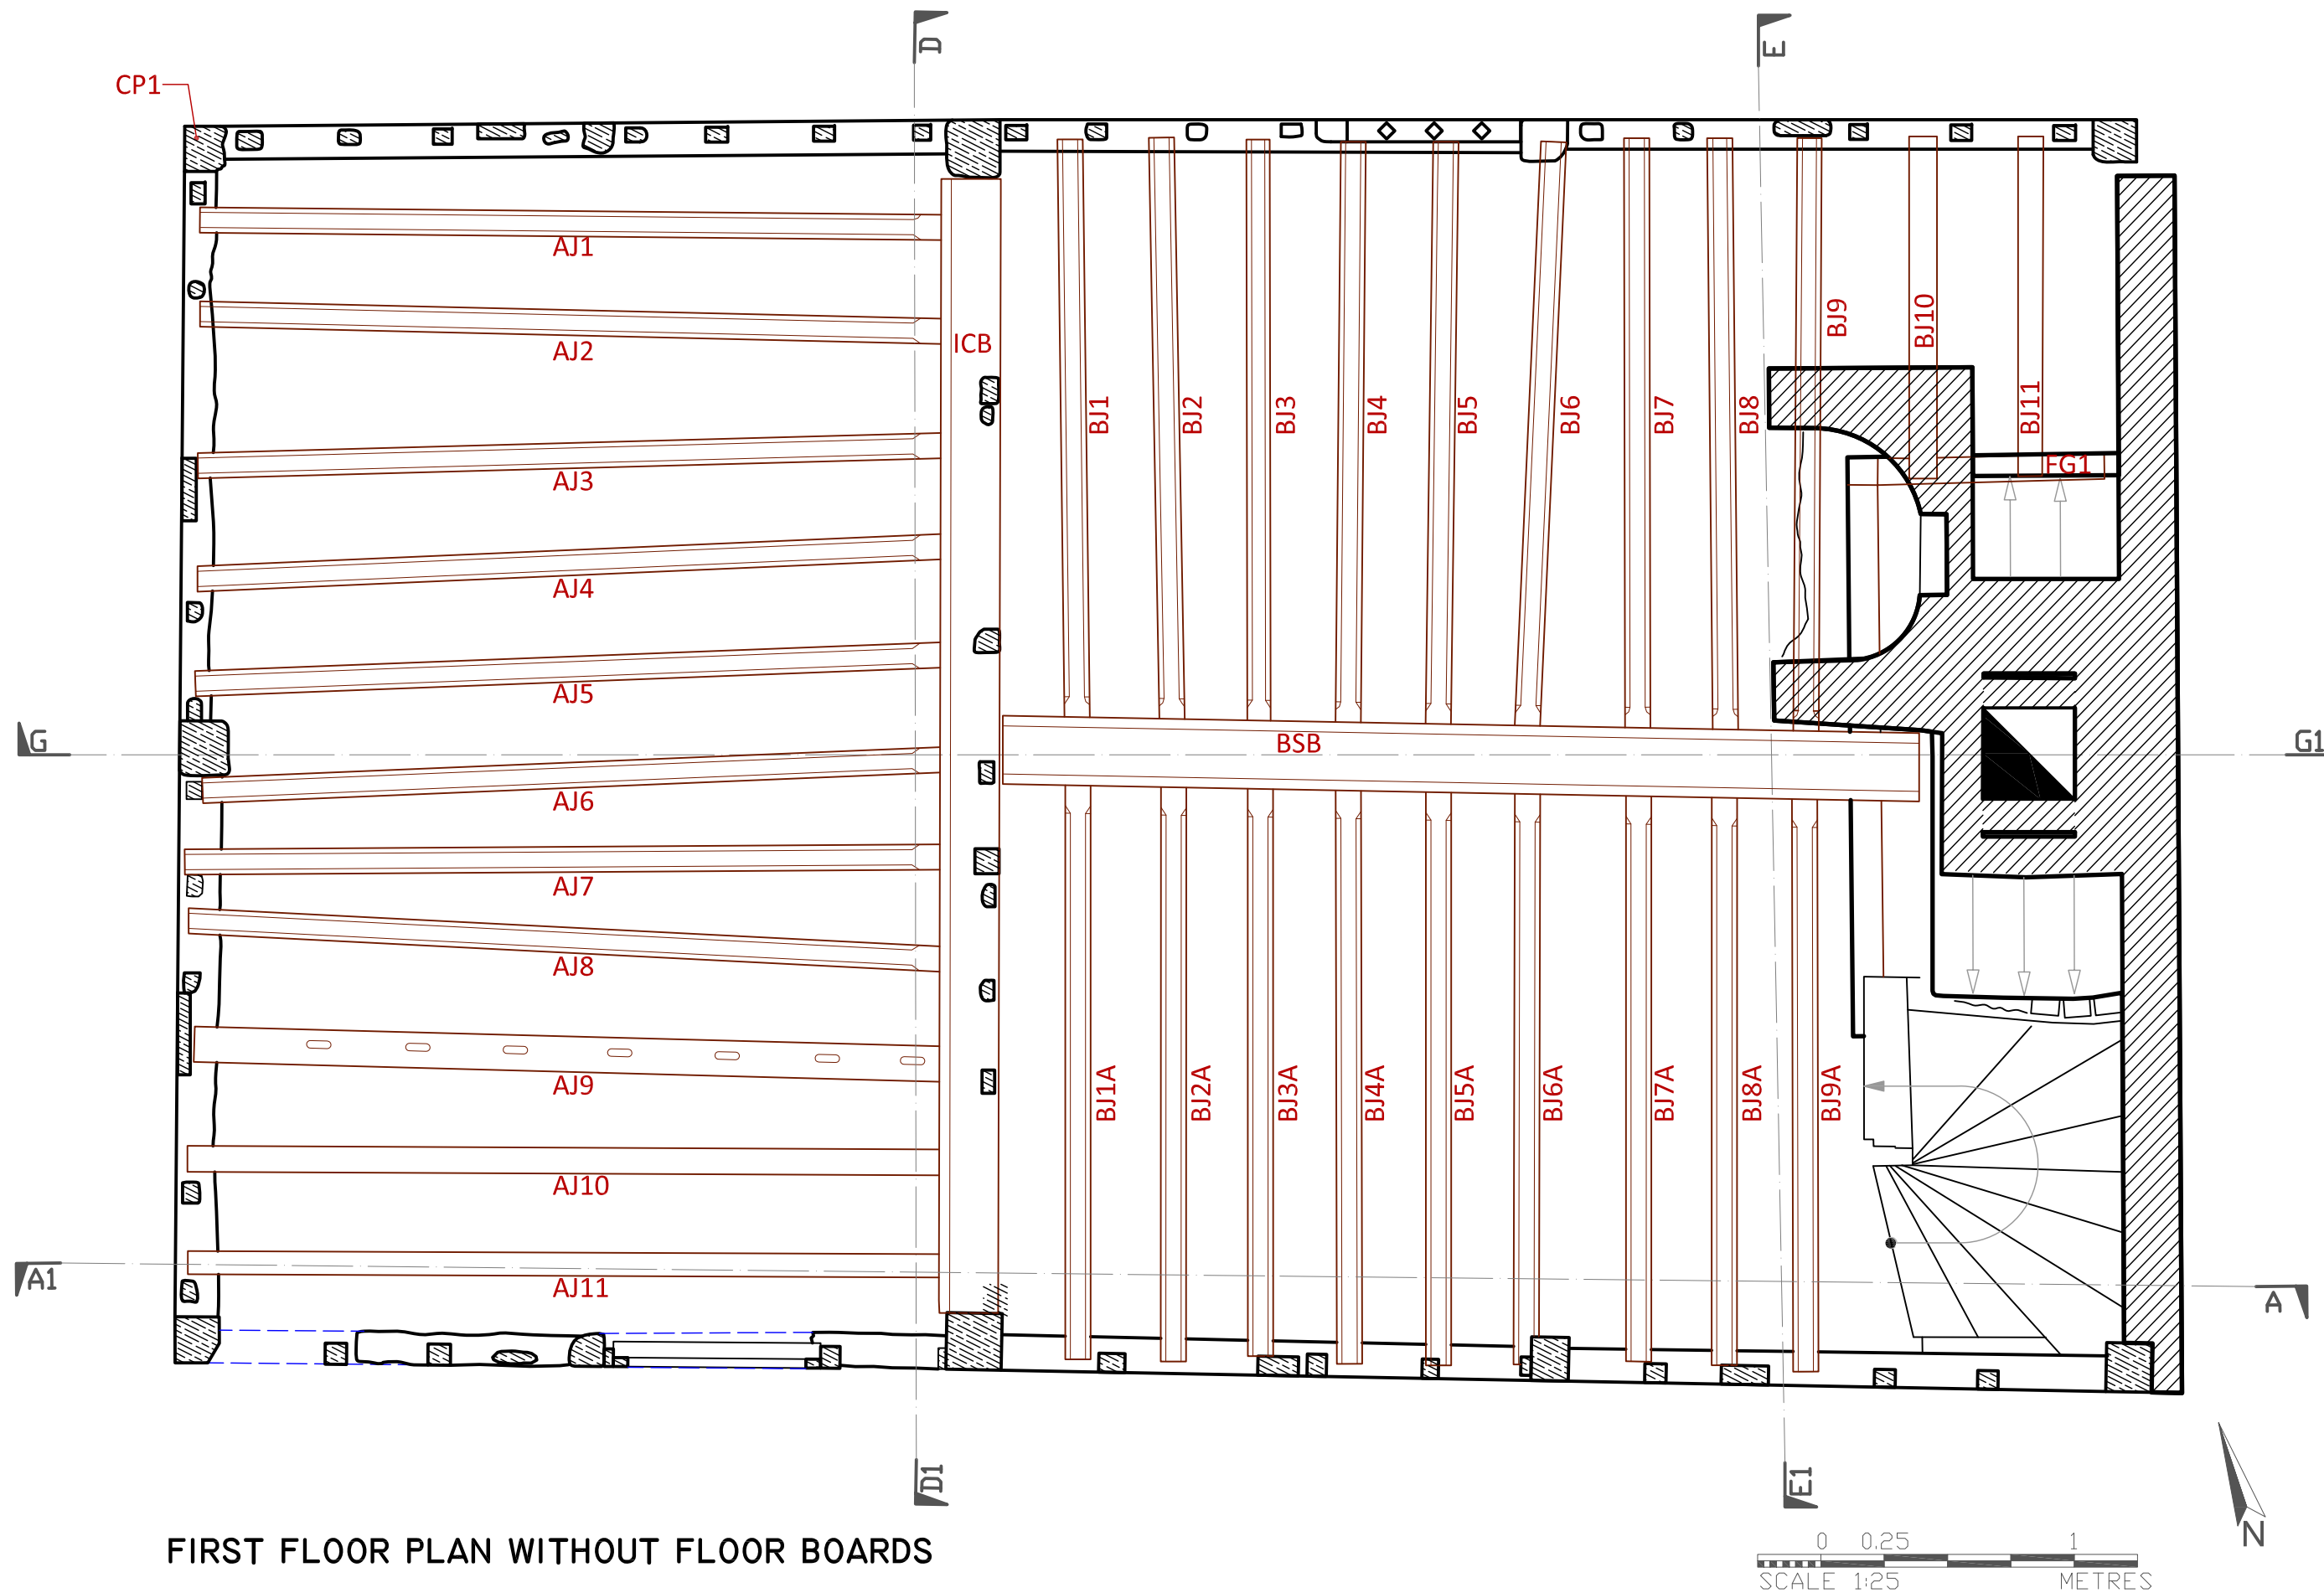 D
E
CP1
AJ1
AJ2
AJ3
AJ4
AJ5
AJ6
AJ7
AJ8
AJ9
AJ10
AJ11
ICB
BJ1
BJ2
BJ3
BJ4
BJ5
BJ6
BJ7
BJ8
BJ9
BJ10
BJ11
FG1
G
BSB
G1
BJ1A
BJ2A
BJ3A
BJ4A
BJ5A
BJ6A
BJ7A
BJ8A
BJ9A
A1
A
D1
E1
N
FIRST FLOOR PLAN WITHOUT FLOOR BOARDS
0 0.25 1
SCALE 1:25 METRES